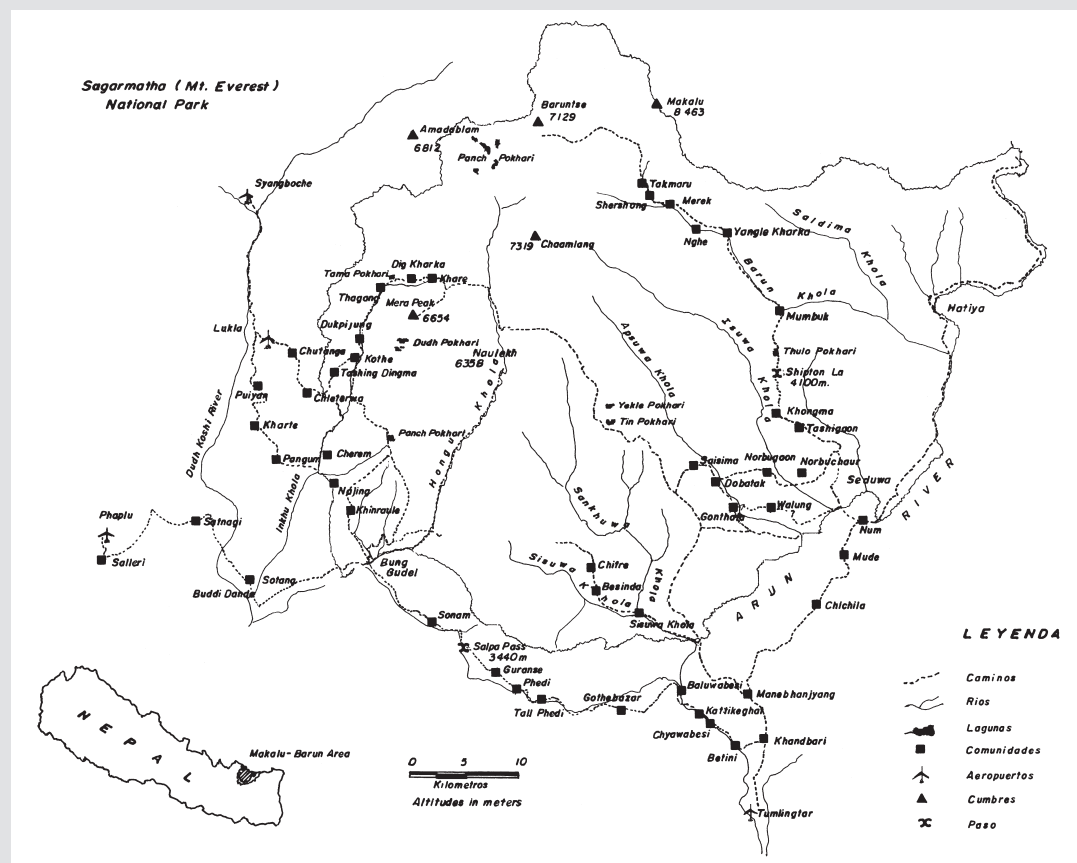 Sagarmatha ( Mt. Everest )
National Park
Baruntse
7129
Makalu
8 463
Amadablam
6812
Panch Pokhari
Syangboche
Takmaru
Shershong
Merek
Nghe
Yangle Kharka
Saldima Khola
7319 Chaamlang
Barun Khola
Hatiya
Mumbuk
Dig Kharka
Tama Pokhari
Khare
Thagang
Mera Peak
6654
Dukpijung
Lukla
Chutanga
Kothe
Dudh Pokhari
Naulekh
6358
Tashing Dingma
Puiyan
Chieterwa
Apsuwa Khola
Isuwa Khola
Thulo Pokhari
Shipton La
4100m.
Khongma
Tashigaon
Yekle Pokhari
Tin Pokhari
Kharte
Panch Pokhari
Hongu Khola
Dudh Koshi River
Pangum
Cherem
Inkhu Khola
Najing
Khinraule
Saisima
Norbugaon
Norbuchaur
Dobatak
Seduwa
Gonthala
Walung
Num
ARUN RIVER
Phaplu
Satnagi
Salleri
Sankhuwa Khola
Mude
Bung
Gudel
Sotang
Buddi Danda
Sisuwa Khola
Chitre
Besinda
Sisuwa Khola
Chichila
Sonam
Salpa Pass
3440m
Guranse
Phedi
Tall Phedi
Gothebazar
Baluwabesi
Manebhanjyang
Kattikeghat
Chyawabesi
Betini
Khandbari
Tumlingtar
NEPAL
Makalu-Barun Area
0 5 10
Kilometros
Altitudes in meters
LEYENDA
Caminos
Rios
Lagunas
Comunidades
Aeropuertos
Cumbres
Paso